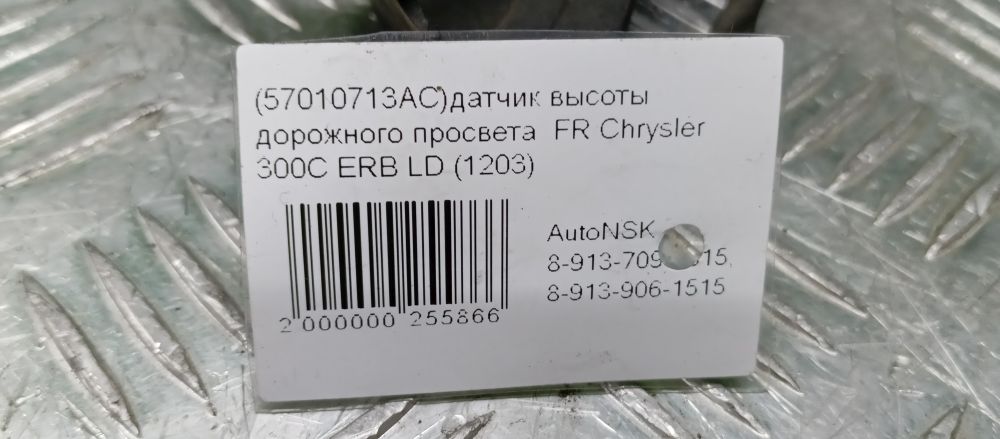 (57010713AC)датчик высоты
дорожного просвета FR Chrysler
300C ERB LD (1203)
AutoNSK
8-913-906-1515
2 000000 255866